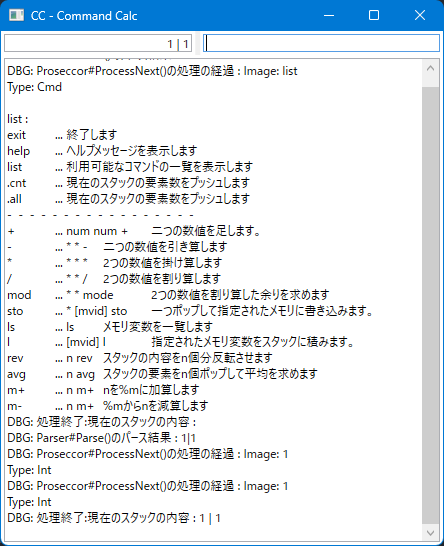 CC - Command Calc
1 | 1
DBG: Proseccor#ProcessNext()の処理の経過 : Image: list
Type: Cmd
list :
exit ... 終了します
help ... ヘルプメッセージを表示します
list ... 利用可能なコマンドの一覧を表示します
.cnt ... 現在のスタックの要素数をプッシュします
.all ... 現在のスタックの要素数をプッシュします
- - - - - - - - - - - - - - - - - -
+ ... num num + 二つの数値を足します。
- ... * * - 二つの数値を引き算します
* ... * * * 2つの数値を掛け算します
/ ... * * / 2つの数値を割り算します
mod ... * * mode 2つの数値を割り算した余りを求めます
sto ... * [mvid] sto 一つポップして指定されたメモリに書き込みます。
ls ... ls メモリ変数を一覧します
l ... [mvid] l 指定されたメモリ変数をスタックに積みます。
rev ... n rev スタックの内容をn個分反転させます
avg ... n avg スタックの要素をn個ポップして平均を求めます
m+ ... n m+ nを%mに加算します
m- ... n m+ %mからnを減算します
DBG: 処理終了:現在のスタックの内容 :
DBG: Parser#Parse()のパース結果 : 1|1
DBG: Proseccor#ProcessNext()の処理の経過 : Image: 1
Type: Int
DBG: Proseccor#ProcessNext()の処理の経過 : Image: 1
Type: Int
DBG: 処理終了:現在のスタックの内容 : 1 | 1